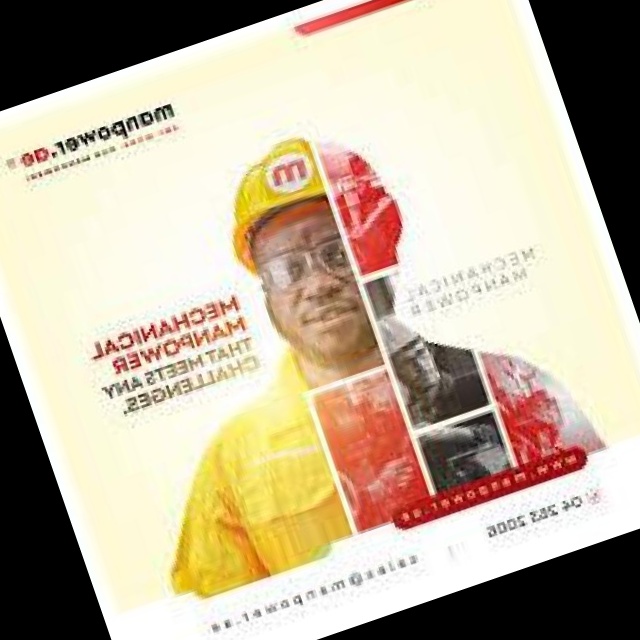 manpower.ae
m
MECHANICAL
MANPOWER
THAT MEETS ANY
CHALLENGES.
MECHANICAL
MANPOWER
www.manpower.ae
04 263 2006
sales@manpower.ae